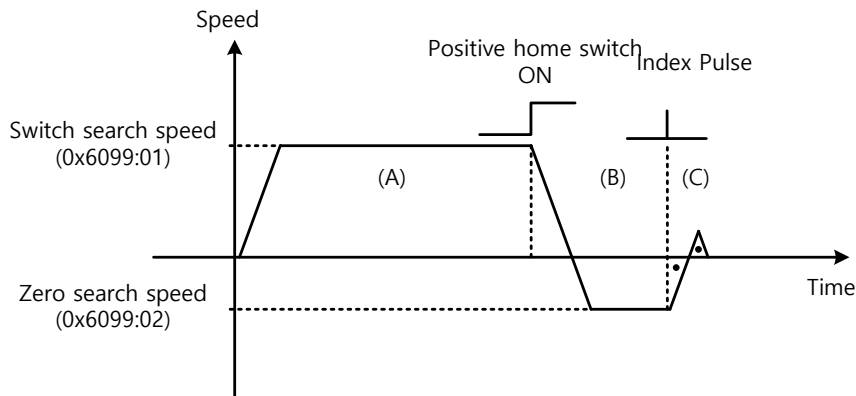 Speed
Positive home switch
ON
Index Pulse
Switch search speed
(0x6099:01)
(A)
(B)
(C)
Zero search speed
(0x6099:02)
Time